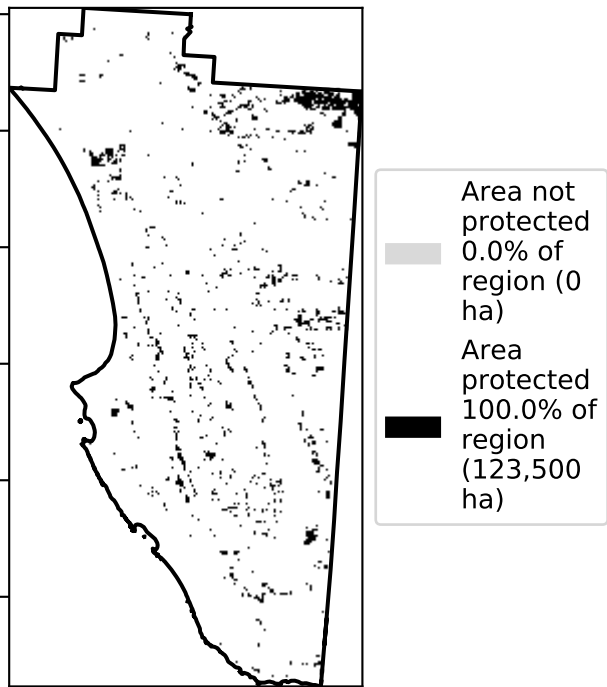 Area not
protected
0.0% of
region (0
ha)
Area
protected
100.0% of
region
(123,500
ha)